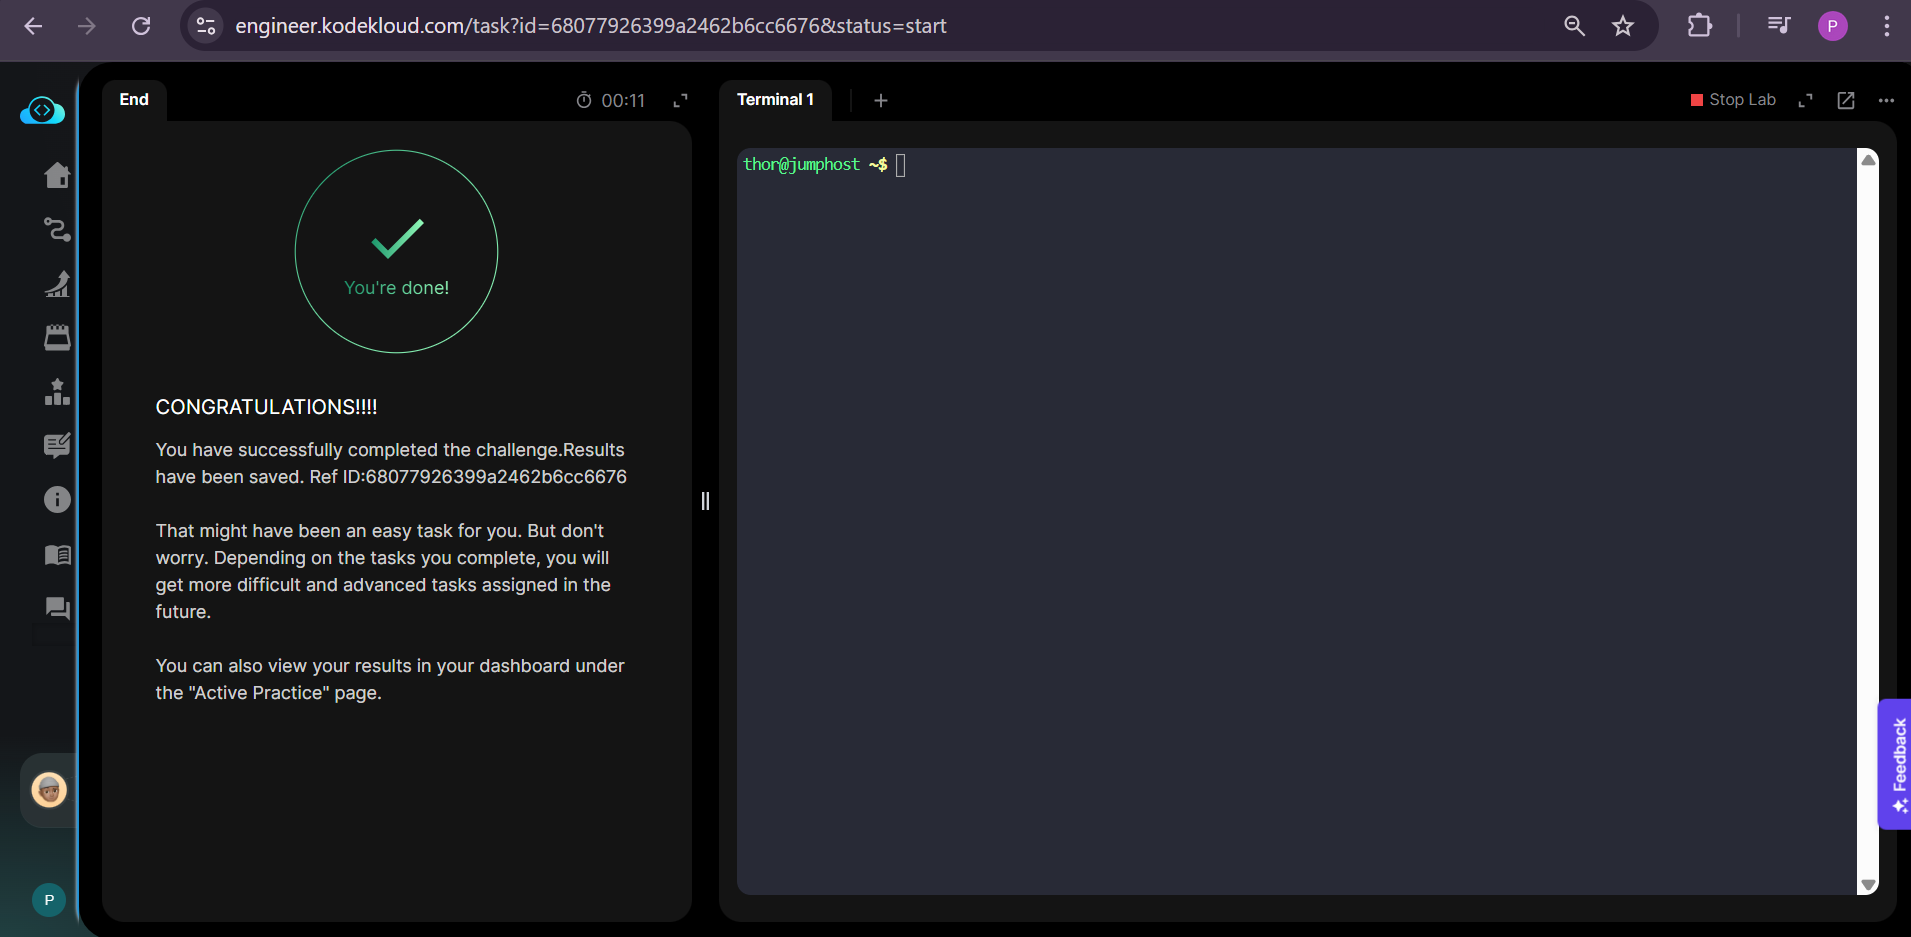 engineer.kodekloud.com/task?id=68077926399a2462b6cc6676&status=start
P
End
00:11
Terminal 1
Stop Lab
thor@jumphost ~$
You're done!
CONGRATULATIONS!!!!
You have successfully completed the challenge.Results
have been saved. Ref ID:68077926399a2462b6cc6676
That might have been an easy task for you. But don't
worry. Depending on the tasks you complete, you will
get more difficult and advanced tasks assigned in the
future.
You can also view your results in your dashboard under
the "Active Practice" page.
Feedback
P